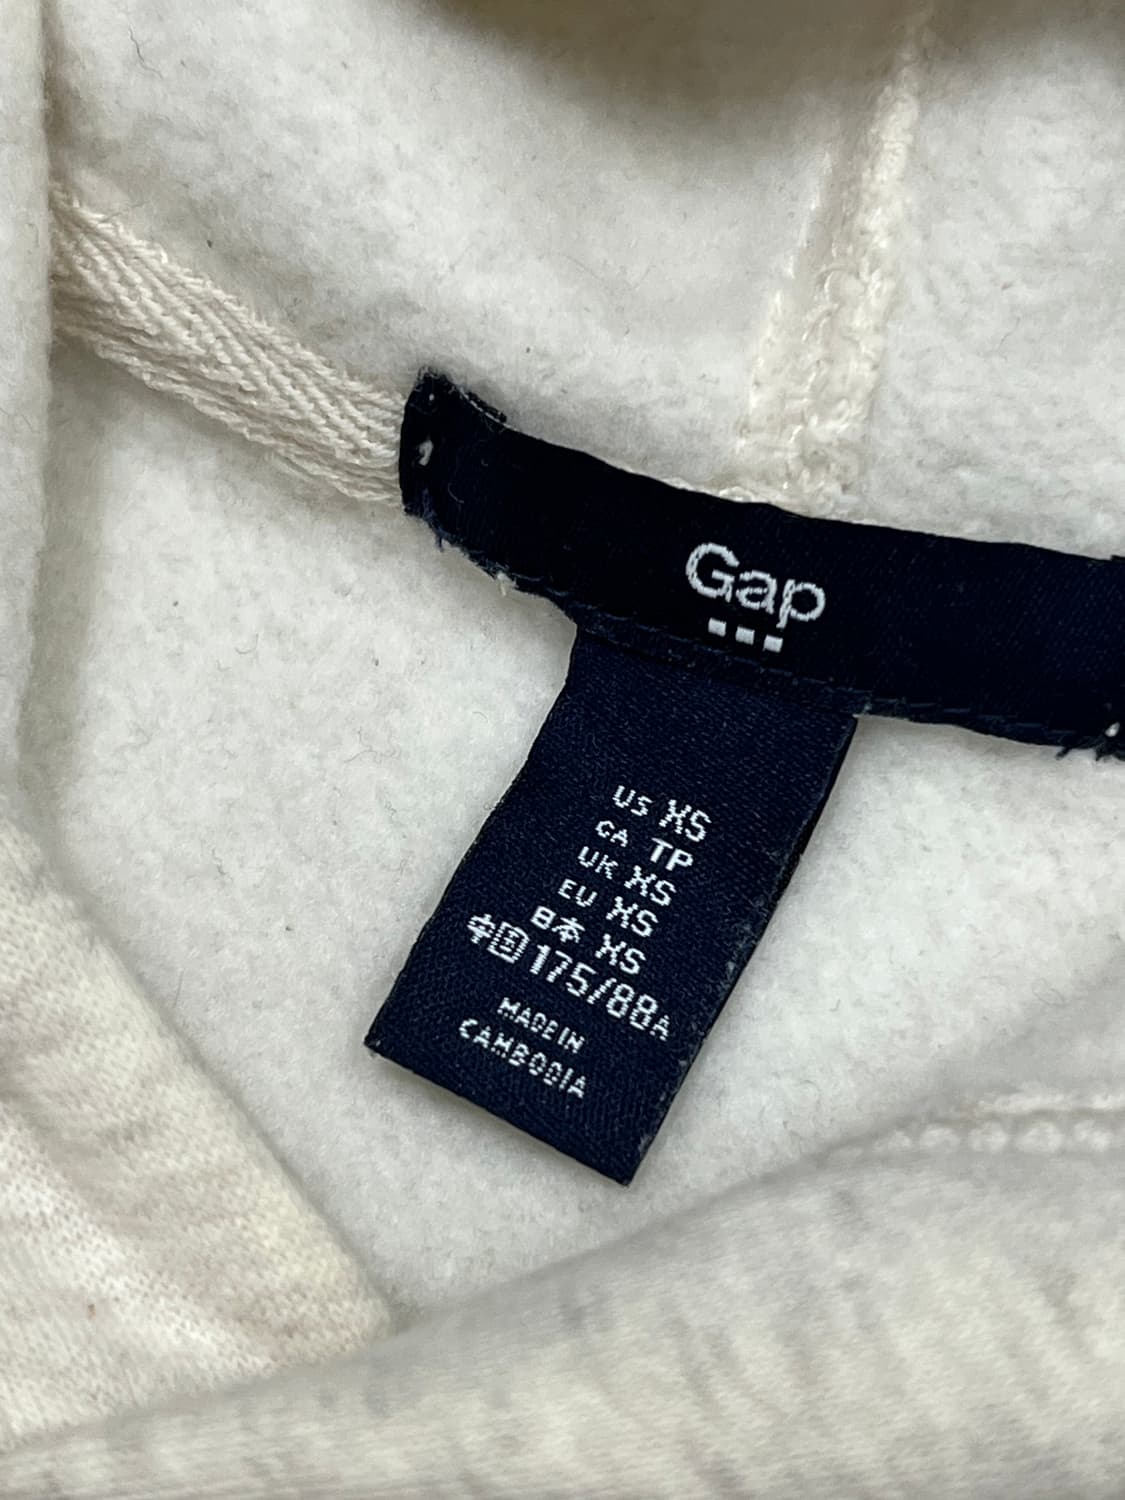 Gap
US XS
CA TP
UK XS
EU XS
日本 XS
中国 175/88A
MADE IN
CAMBODIA